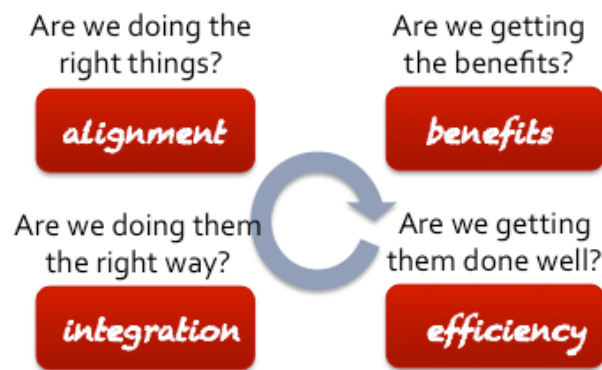 Are we doing the
right things?
alignment
Are we getting
the benefits?
benefits
Are we doing them
the right way?
integration
Are we getting
them done well?
efficiency